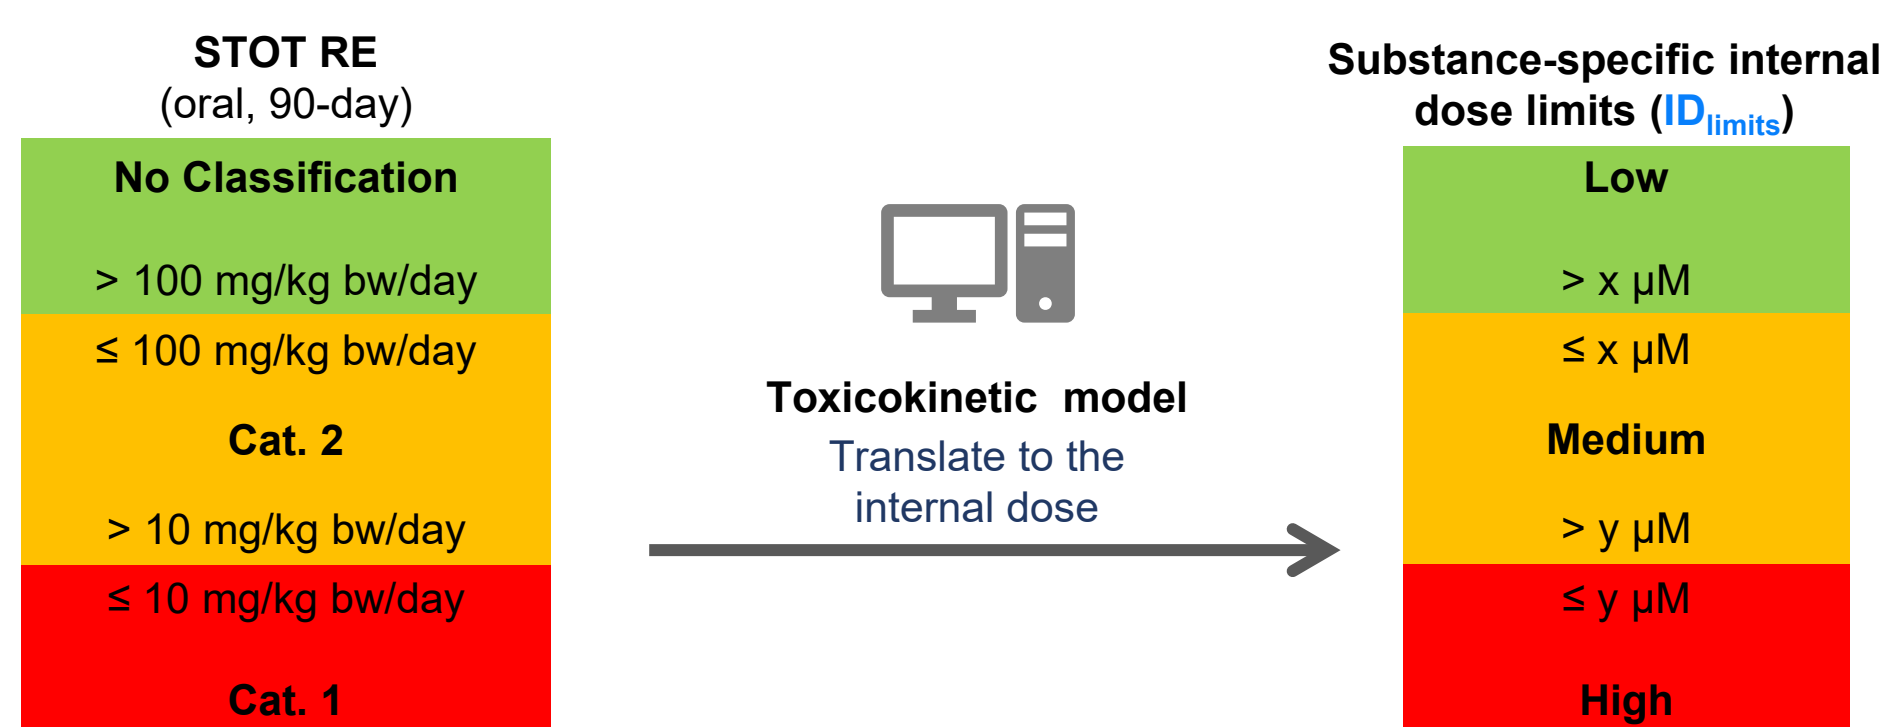 STOT RE
(oral, 90-day)
No Classification
> 100 mg/kg bw/day
≤ 100 mg/kg bw/day
Cat. 2
> 10 mg/kg bw/day
≤ 10 mg/kg bw/day
Cat. 1
Toxicokinetic model
Translate to the
internal dose
Substance-specific internal
dose limits (IDlimits)
Low
> x µM
≤ x µM
Medium
> y µM
≤ y µM
High